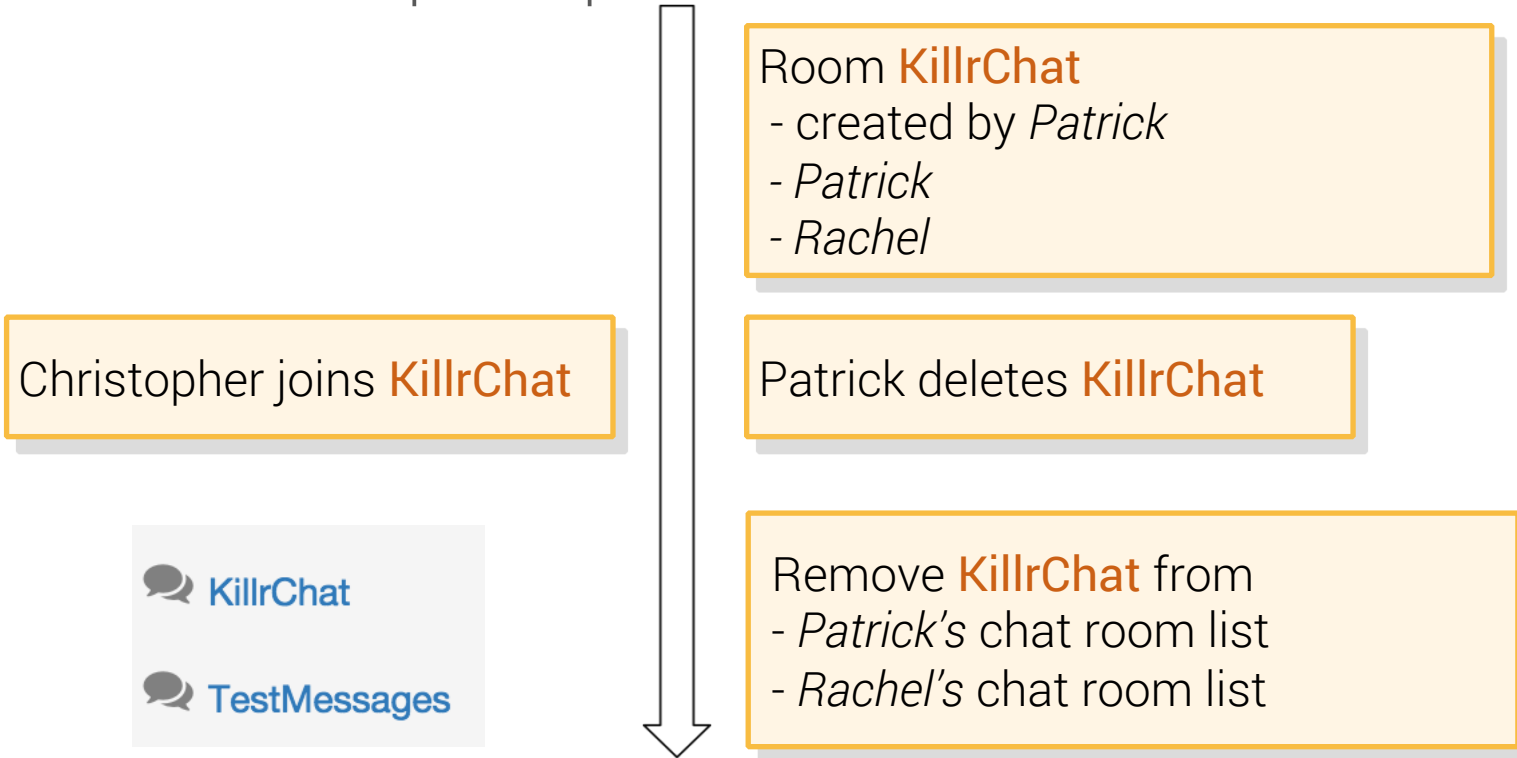 Room KillrChat
- created by Patrick
- Patrick
- Rachel
Christopher joins KillrChat
Patrick deletes KillrChat
KillrChat
TestMessages
Remove KillrChat from
- Patrick’s chat room list
- Rachel’s chat room list